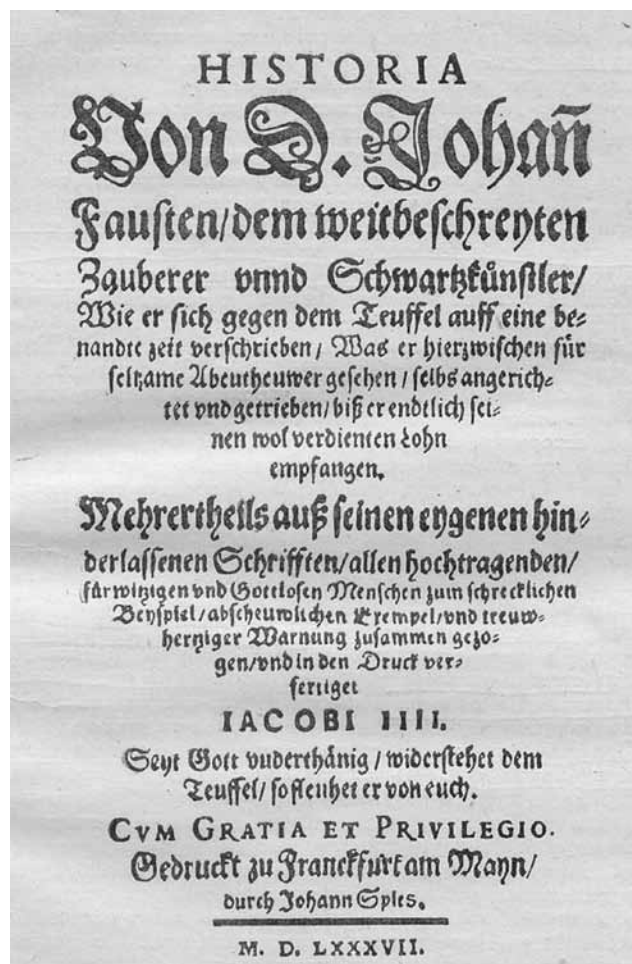 HISTORIA
Von D. Johañ
Fausten/dem weitbeschreyten
Zauberer vnnd Schwartzkünstler/
Wie er sich gegen dem Teuffel auff eine be-
nandte zeit verschrieben/ Was er hierzwischen für
seltzame Abentheuwer gesehen/ selbs angerich-
tet vnd getrieben/ biß er endtlich sei-
nen wol verdienten Lohn
empfangen.
Mehrertheils auß seinen eygenen hin-
derlassenen Schrifften/allen hochtragenden/
fürwitzigen vnd Gottlosen Menschen zum schrecklichen
Beyspiel/abscheuwlichen Exempel/vnd treuw-
hertziger Warnung zusammen gezo-
gen/vnd in den Druck ver-
fertiget
IACOBI IIII.
Seyt Gott vnderthänig/ widerstehet dem
Teuffel/ so fleuhet er von euch.
CVM GRATIA ET PRIVILEGIO.
Gedruckt zu Franckfurt am Mayn/
durch Johann Spies.
M. D. LXXXVII.